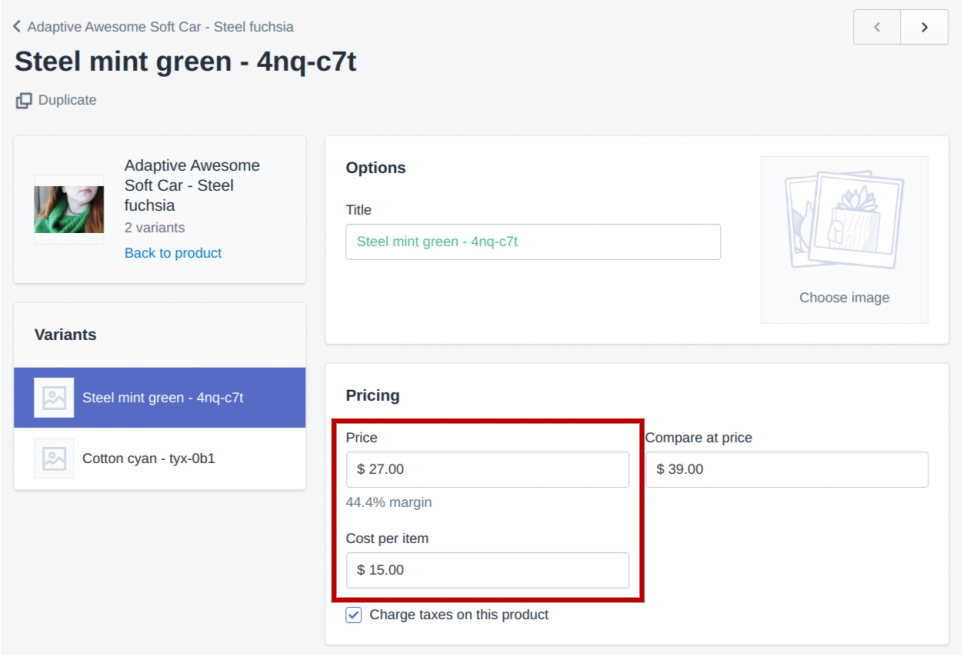 Adaptive Awesome Soft Car - Steel fuchsia
Steel mint green - 4nq-c7t
Duplicate
Adaptive Awesome
Soft Car - Steel
fuchsia
2 variants
Back to product
Variants
Steel mint green - 4nq-c7t
Cotton cyan - tyx-0b1
Options
Title
Steel mint green - 4nq-c7t
Choose image
Pricing
Price
$ 27.00
44.4% margin
Compare at price
$ 39.00
Cost per item
$ 15.00
Charge taxes on this product